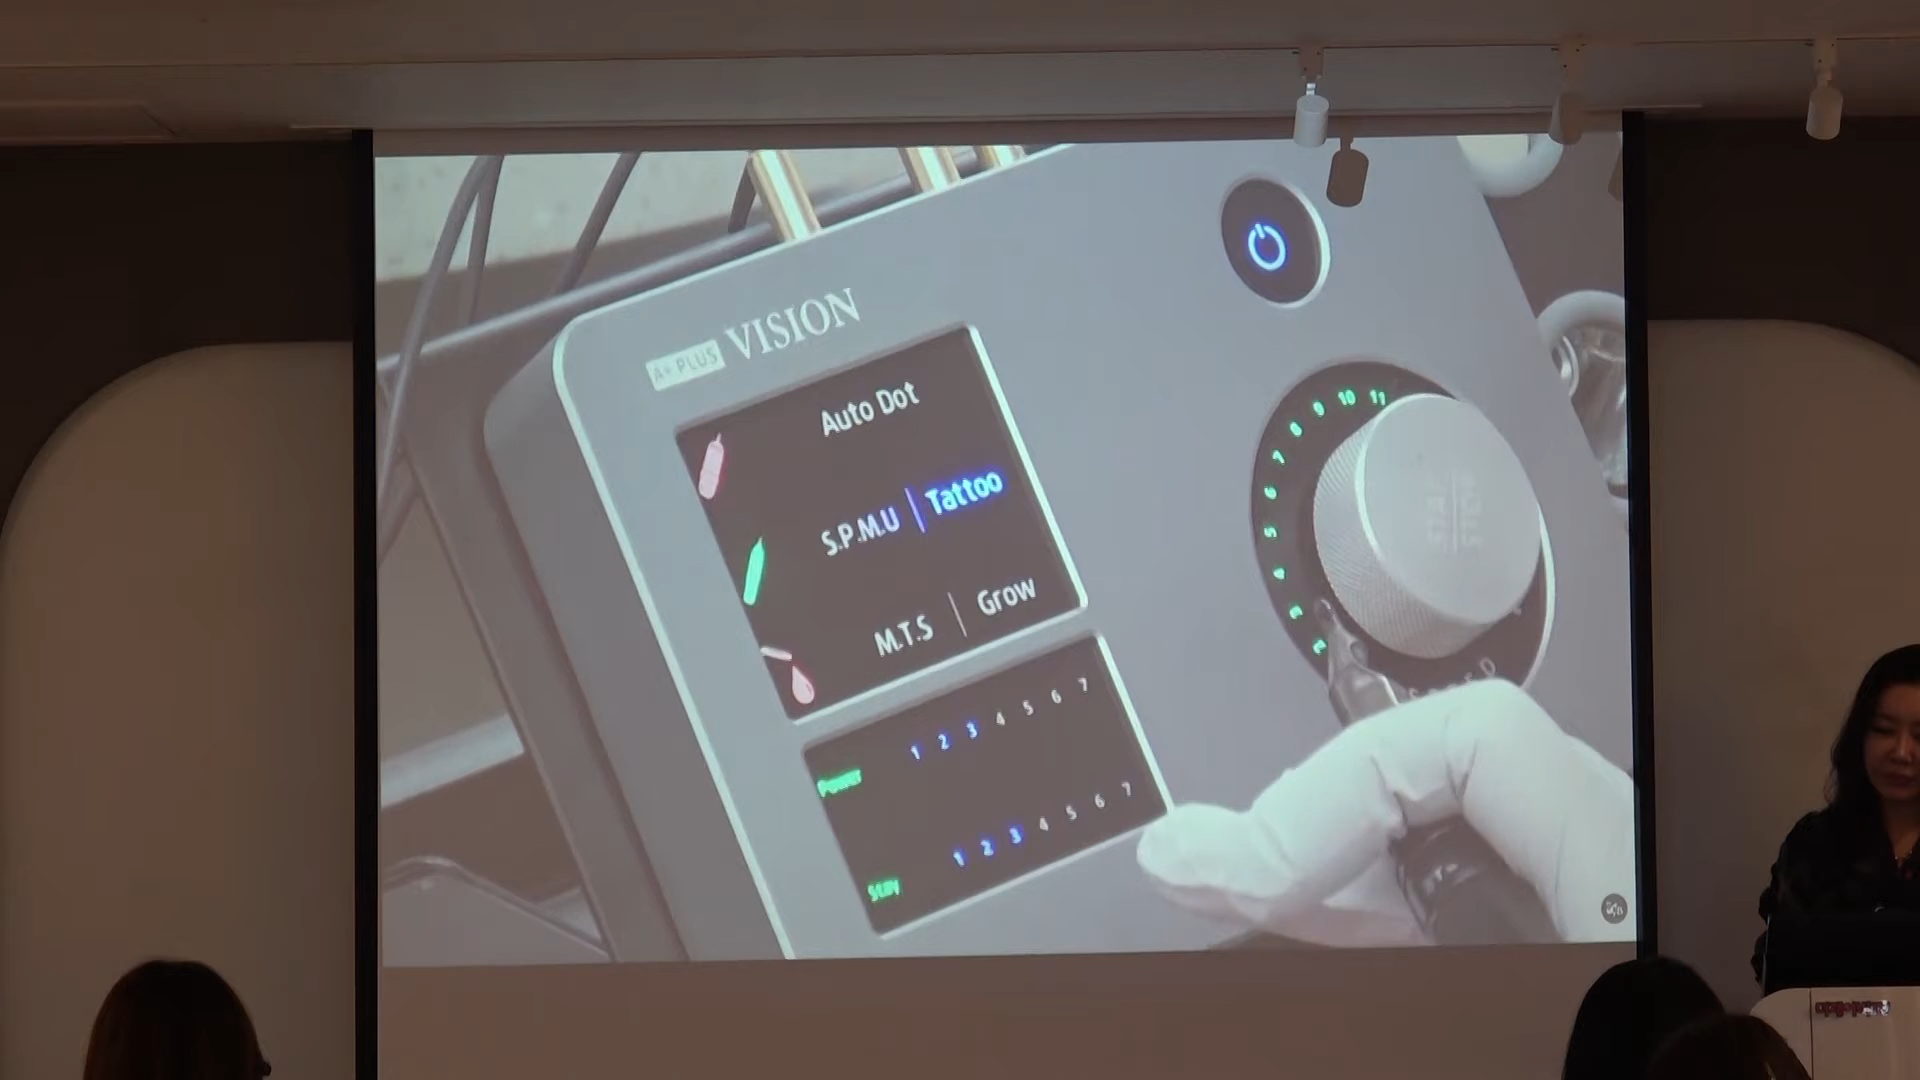 A+ PLUS VISION
Auto Dot
S.P.M.U | Tattoo
M.T.S | Grow
Power 1 2 3 4 5 6 7
Stay 1 2 3 4 5 6 7
2 3 4 5 6 7 8 9 10 11